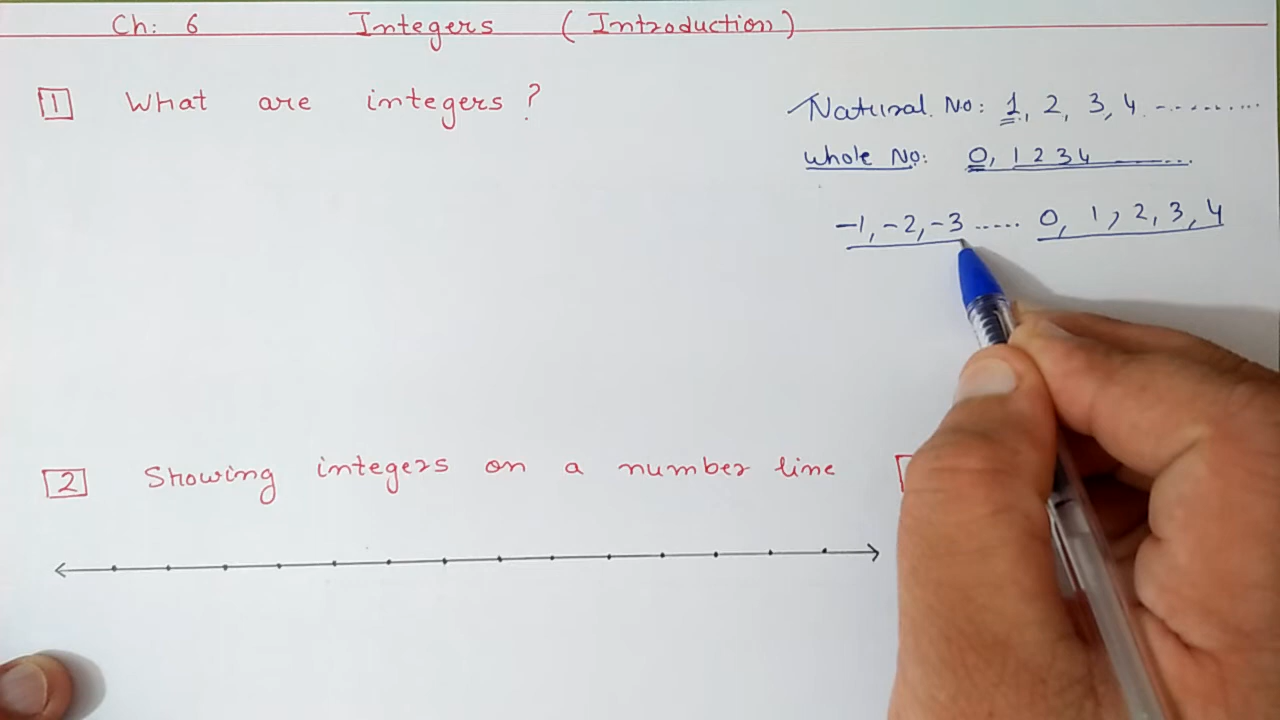 Ch: 6 Integers (Introduction)
1 What are integers?
Natural No: 1, 2, 3, 4 ..........
Whole No: 0, 1 2 3 4 ........
-1, -2, -3 ..... 0, 1, 2, 3, 4
2 Showing integers on a number line